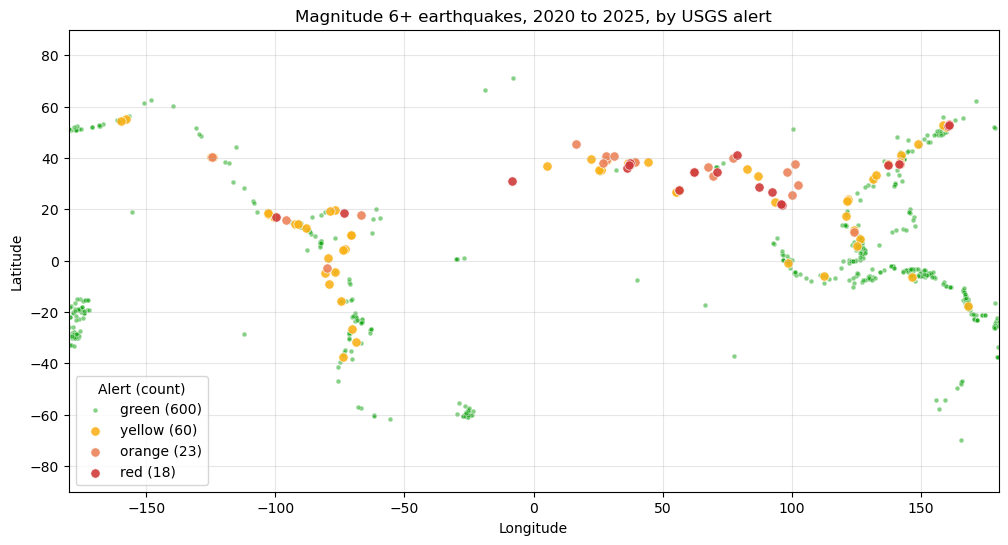 Magnitude 6+ earthquakes, 2020 to 2025, by USGS alert
Latitude
80
60
40
20
0
−20
−40
−60
−80
Alert (count)
green (600)
yellow (60)
orange (23)
red (18)
−150
−100
−50
0
50
100
150
Longitude